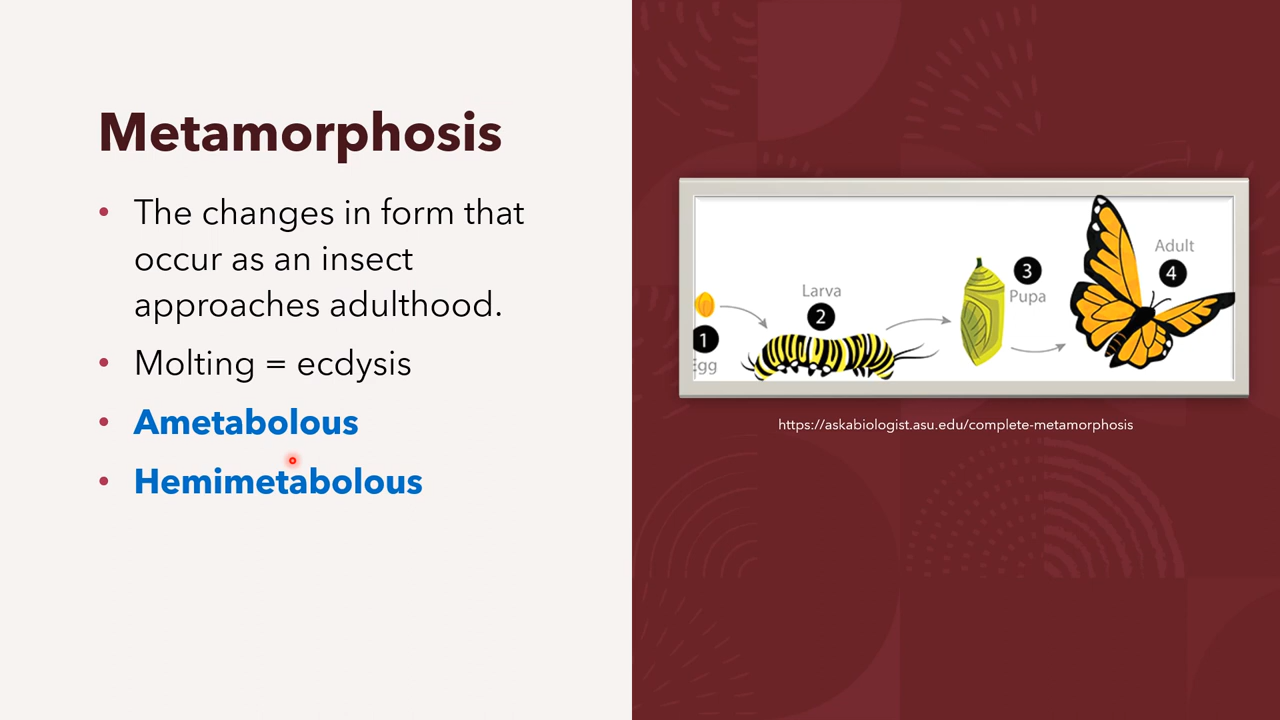 Metamorphosis
• The changes in form that
occur as an insect
approaches adulthood.
• Molting = ecdysis
• Ametabolous
• Hemimetabolous
1
Egg
Larva
2
3
Pupa
Adult
4
https://askabiologist.asu.edu/complete-metamorphosis